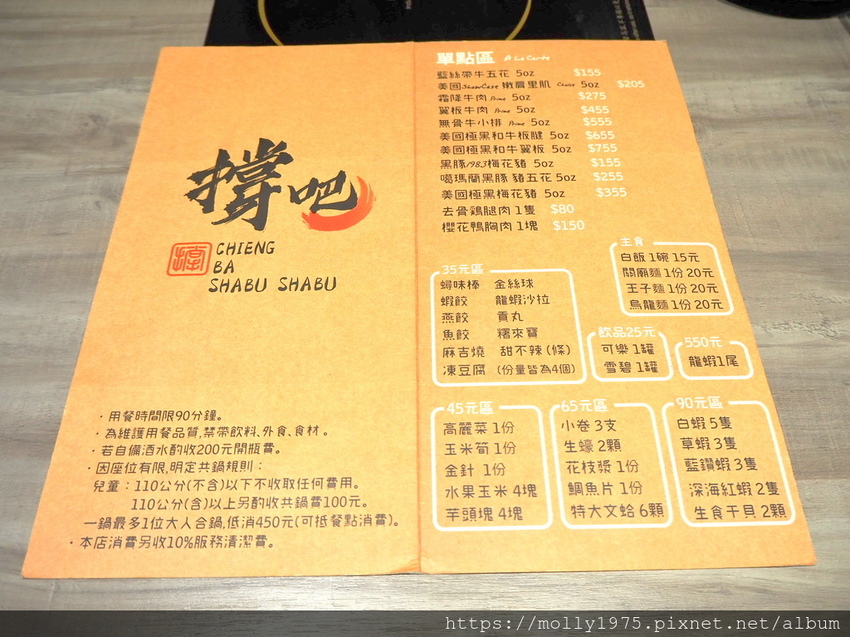 撐吧
撐
CHIENG
BA
SHABU SHABU
・用餐時間限90分鐘。
・為維護用餐品質,禁帶飲料、外食、食材。
・若自備酒水酌收200元開瓶費。
・因座位有限,明定共鍋規則：
兒童：110公分(不含)以下不收取任何費用。
110公分(含)以上另酌收共鍋費100元。
一鍋最多1位大人合鍋,低消450元(可抵餐點消費)。
・本店消費另收10%服務清潔費。
單點區 A La Carte
藍絲帶牛五花 5oz $155
美國ShawCase 嫩肩里肌 Choice 5oz $205
霜降牛肉 Prime 5oz $275
翼板牛肉 Prime 5oz $455
無骨牛小排 Prime 5oz $555
美國極黑和牛板腱 5oz $655
美國極黑和牛翼板 5oz $755
黑豚1983梅花豬 5oz $155
噶瑪蘭黑豚 豬五花 5oz $255
美國極黑梅花豬 5oz $355
去骨鷄腿肉 1隻 $80
櫻花鴨胸肉 1塊 $150
主食
白飯 1碗 15元
關廟麵 1份 20元
王子麵 1份 20元
烏龍麵 1份 20元
35元區
蟳味棒 金絲球
蝦餃 龍蝦沙拉
燕餃 貢丸
魚餃 糯來寶
麻吉燒 甜不辣(條)
凍豆腐 (份量皆為4個)
飲品25元
可樂 1罐
雪碧 1罐
550元
龍蝦1尾
45元區
高麗菜 1份
玉米筍 1份
金針 1份
水果玉米 4塊
芋頭塊 4塊
65元區
小卷 3支
生蠔 2顆
花枝漿 1份
鯛魚片 1份
特大文蛤 6顆
90元區
白蝦 5隻
草蝦 3隻
藍鑽蝦 3隻
深海紅蝦 2隻
生食干貝 2顆
https://molly1975.pixnet.net/album